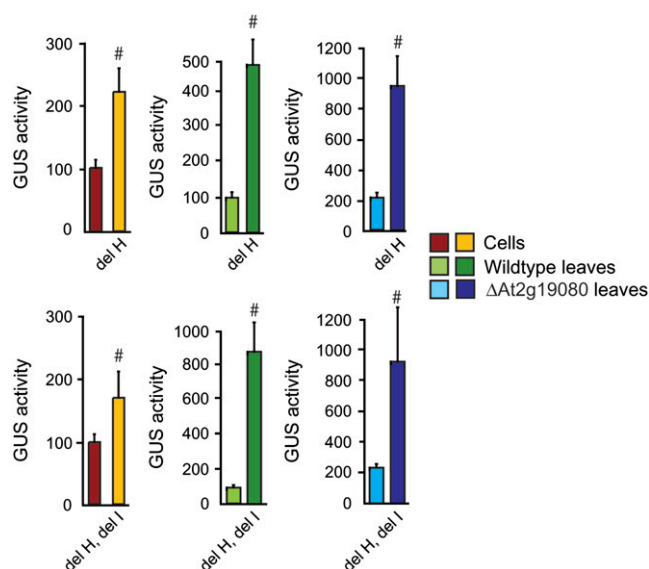 300
200
100
0
GUS activity
#
del H
500
400
300
200
100
0
GUS activity
#
del H
1200
1000
800
600
400
200
0
GUS activity
#
del H
Cells
Wildtype leaves
ΔAt2g19080 leaves
300
200
100
0
GUS activity
#
del H, del I
1000
800
600
400
200
0
GUS activity
#
del H, del I
1200
1000
800
600
400
200
0
GUS activity
#
del H, del I